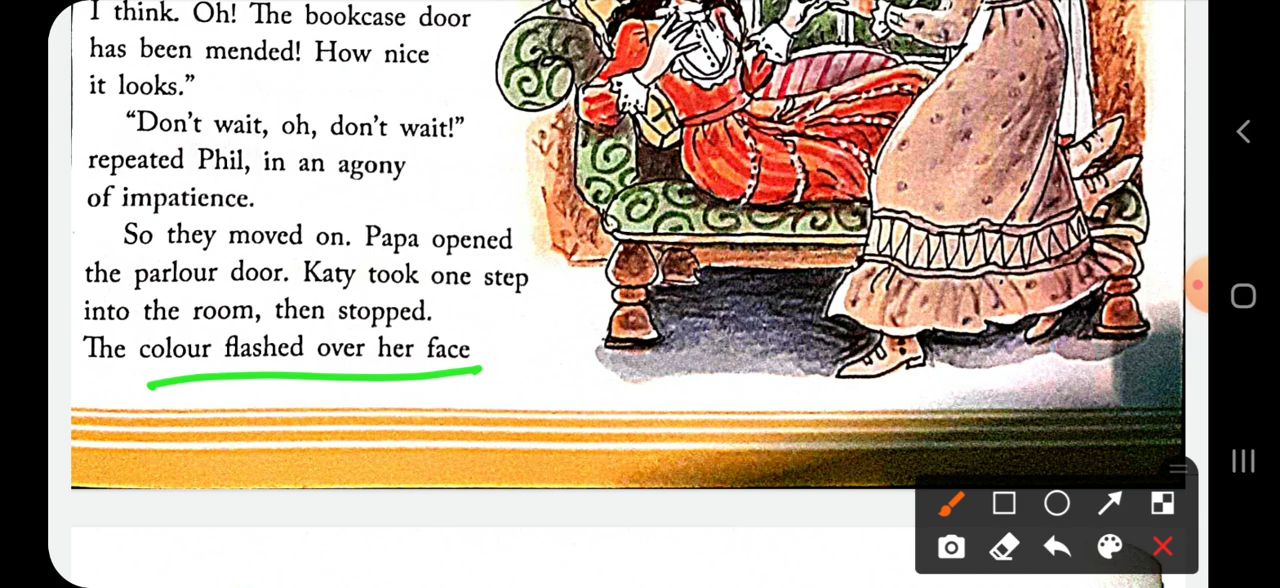 I think. Oh! The bookcase door
has been mended! How nice
it looks.”
“Don’t wait, oh, don’t wait!”
repeated Phil, in an agony
of impatience.
So they moved on. Papa opened
the parlour door. Katy took one step
into the room, then stopped.
The colour flashed over her face